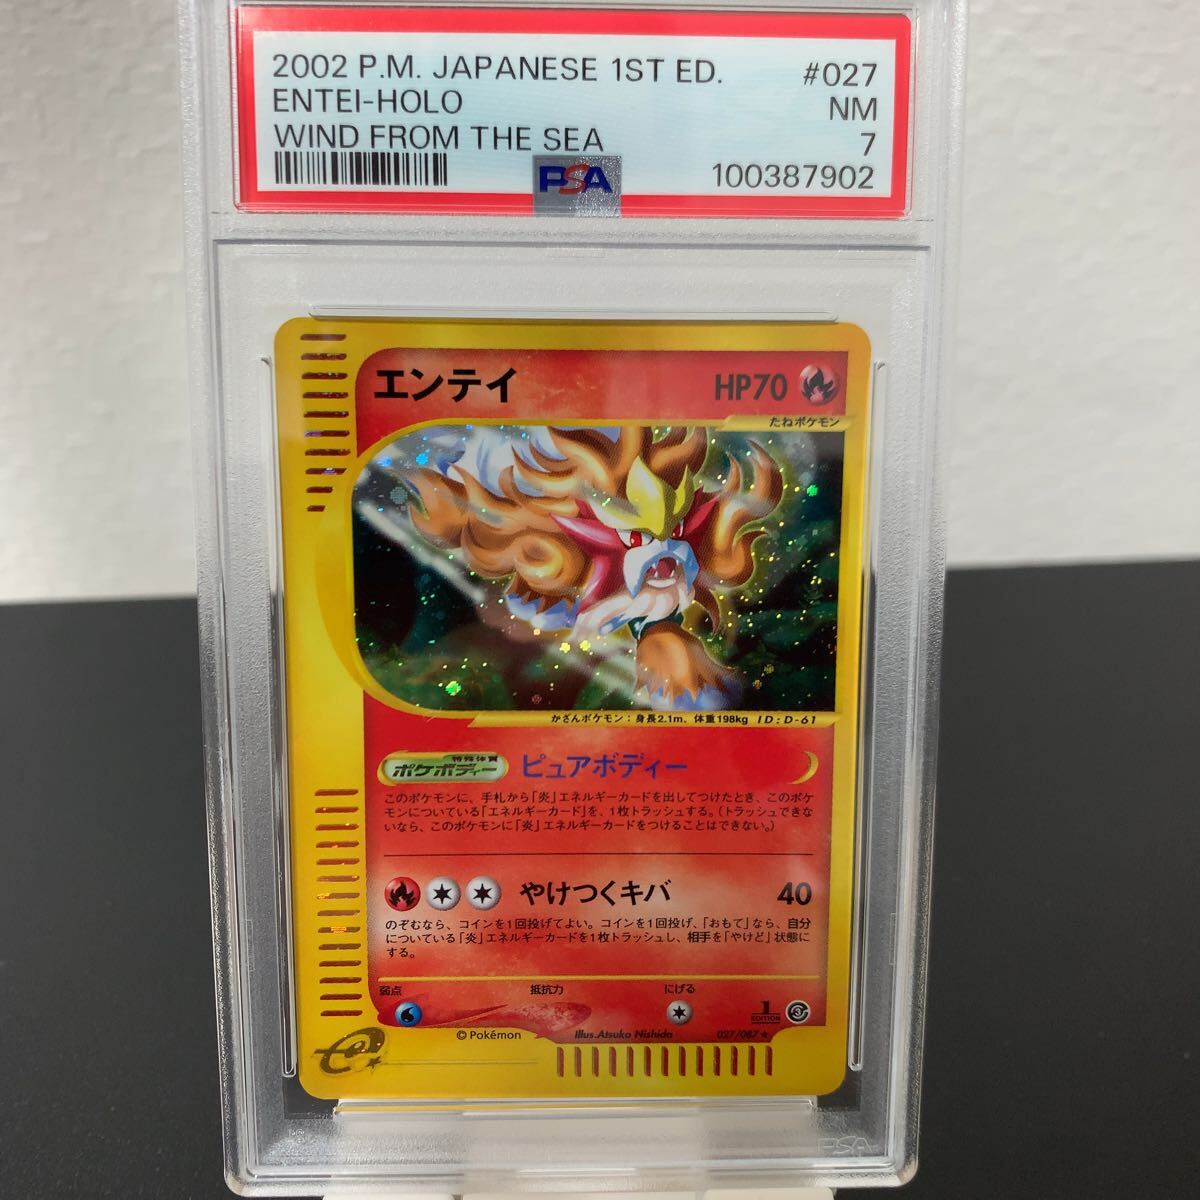 2002 P.M. JAPANESE 1ST ED. #027
ENTEI-HOLO NM
WIND FROM THE SEA 7
PSA 100387902
エンテイ HP70
たねポケモン
かざんポケモン：身長2.1m、体重198kg ID:D-61
特殊体質
ポケボディー ピュアボディー
このポケモンに、手札から「炎」エネルギーカードを出してつけたとき、このポケ
モンについている「エネルギーカード」を、1枚トラッシュする。（トラッシュできな
いなら、このポケモンに「炎」エネルギーカードをつけることはできない。）
やけつくキバ 40
のぞむなら、コインを1回投げてよい。コインを1回投げ、「おもて」なら、自分
についている「炎」エネルギーカードを1枚トラッシュし、相手を「やけど」状態に
する。
弱点 抵抗力 にげる
1
EDITION
© Pokémon Illus.Atsuko Nishida 027/087★
e
PSA